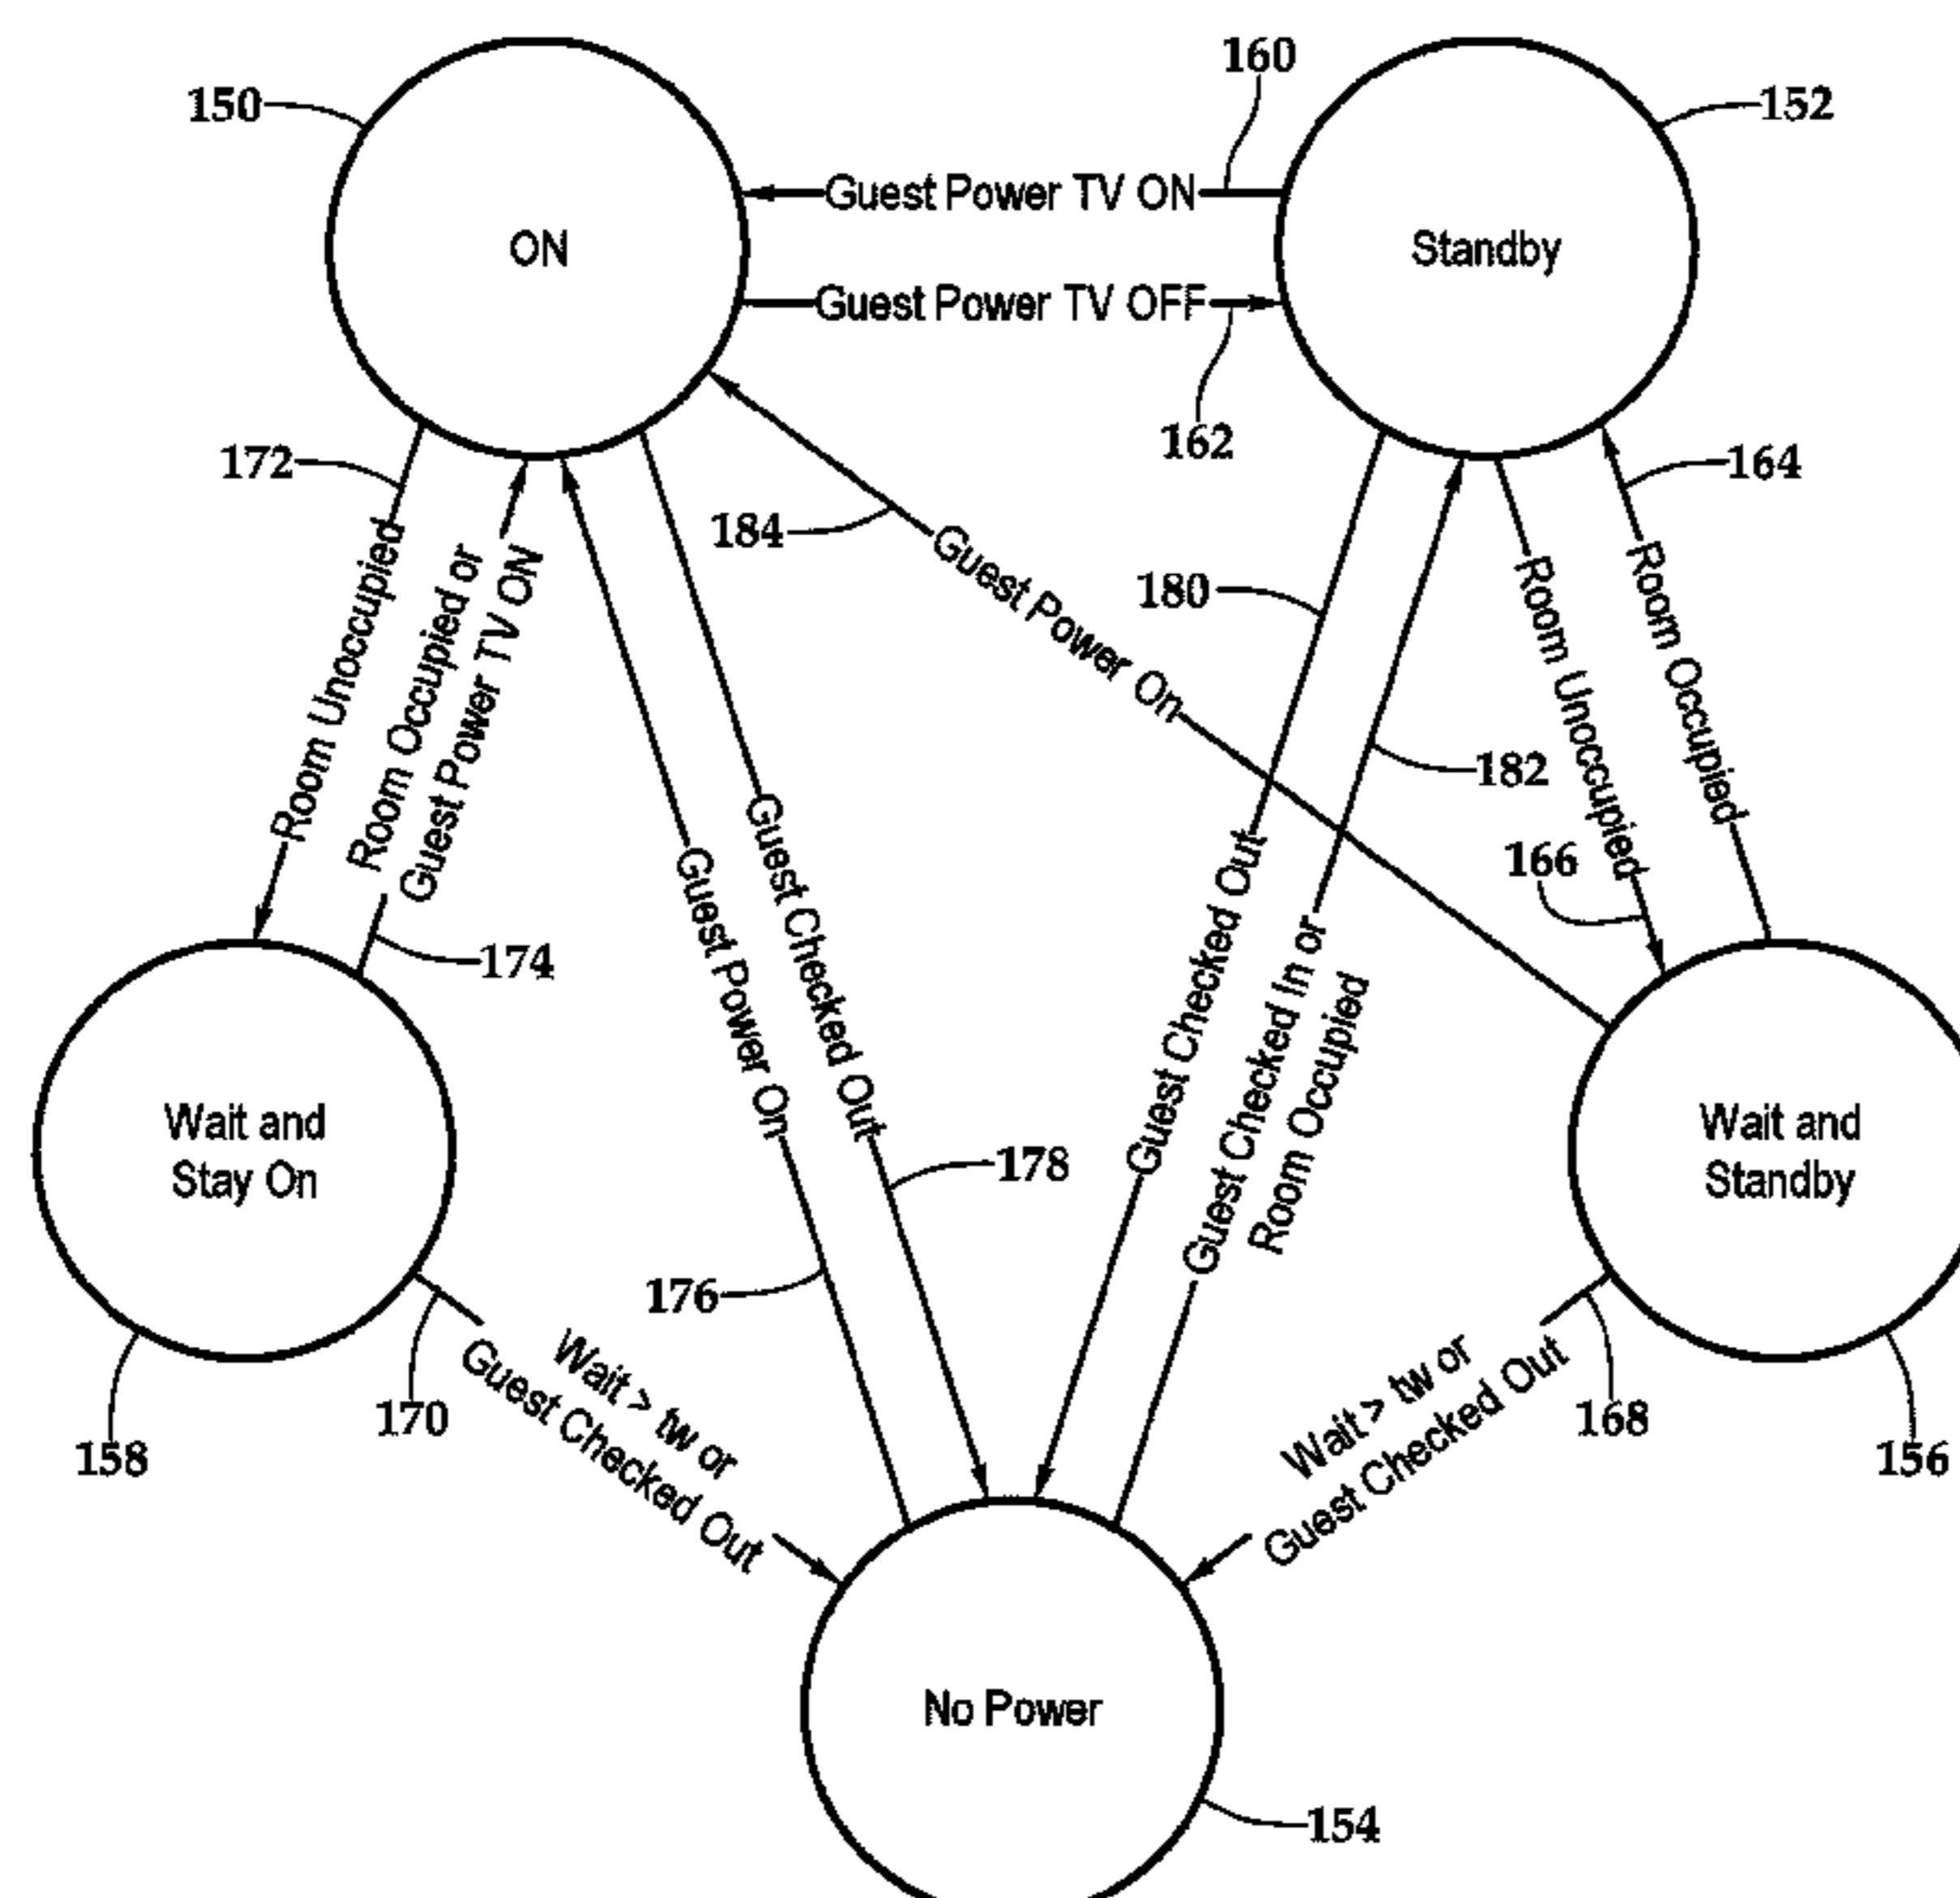 160
150
152
Guest Power TV ON
ON
Standby
Guest Power TV OFF
162
172
164
184
180
Guest Power On
Room Unoccupied
Room Occupied or
Guest Power TV ON
Room Unoccupied
Room Occupied
182
166
174
Guest Power On
Guest Checked Out
Guest Checked Out
Guest Checked In or
Room Occupied
Wait and
Stay On
Wait and
Standby
178
176
170
168
158
156
Wait > tw or
Guest Checked Out
Wait > tw or
Guest Checked Out
No Power
154